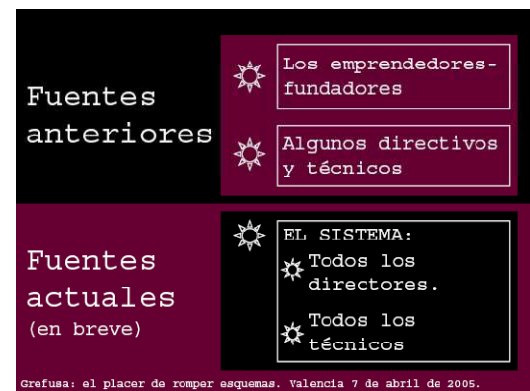 Fuentes
anteriores
Los emprendedores-
fundadores
Algunos directivos
y técnicos
Fuentes
actuales
(en breve)
EL SISTEMA:
Todos los
directores.
Todos los
técnicos
Grefusa: el placer de romper esquemas. Valencia 7 de abril de 2005.